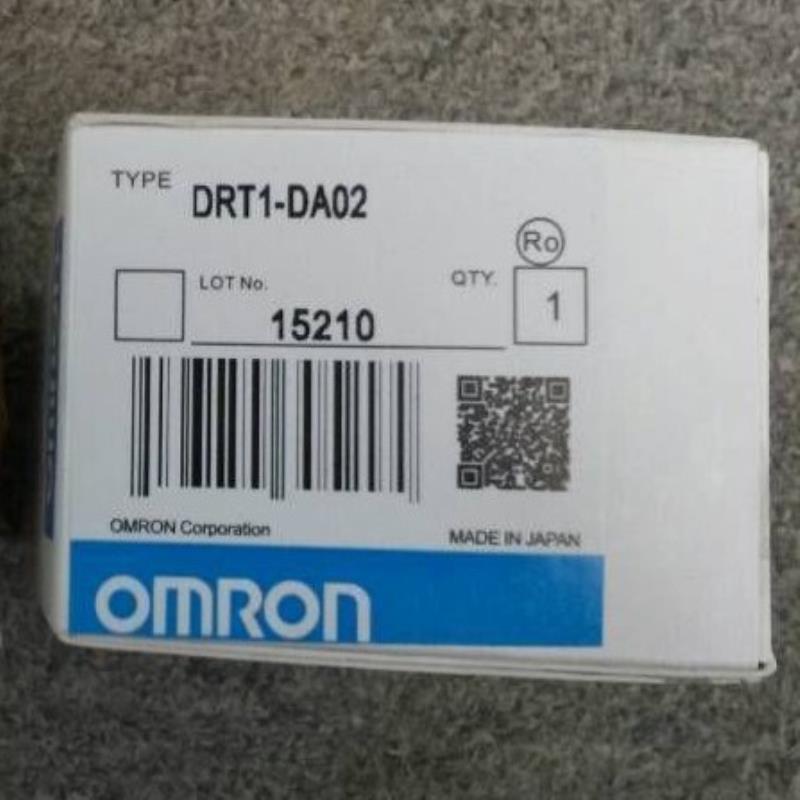 TYPE DRT1-DA02
Ro
LOT No. QTY.
15210 1
OMRON Corporation MADE IN JAPAN
OMRON